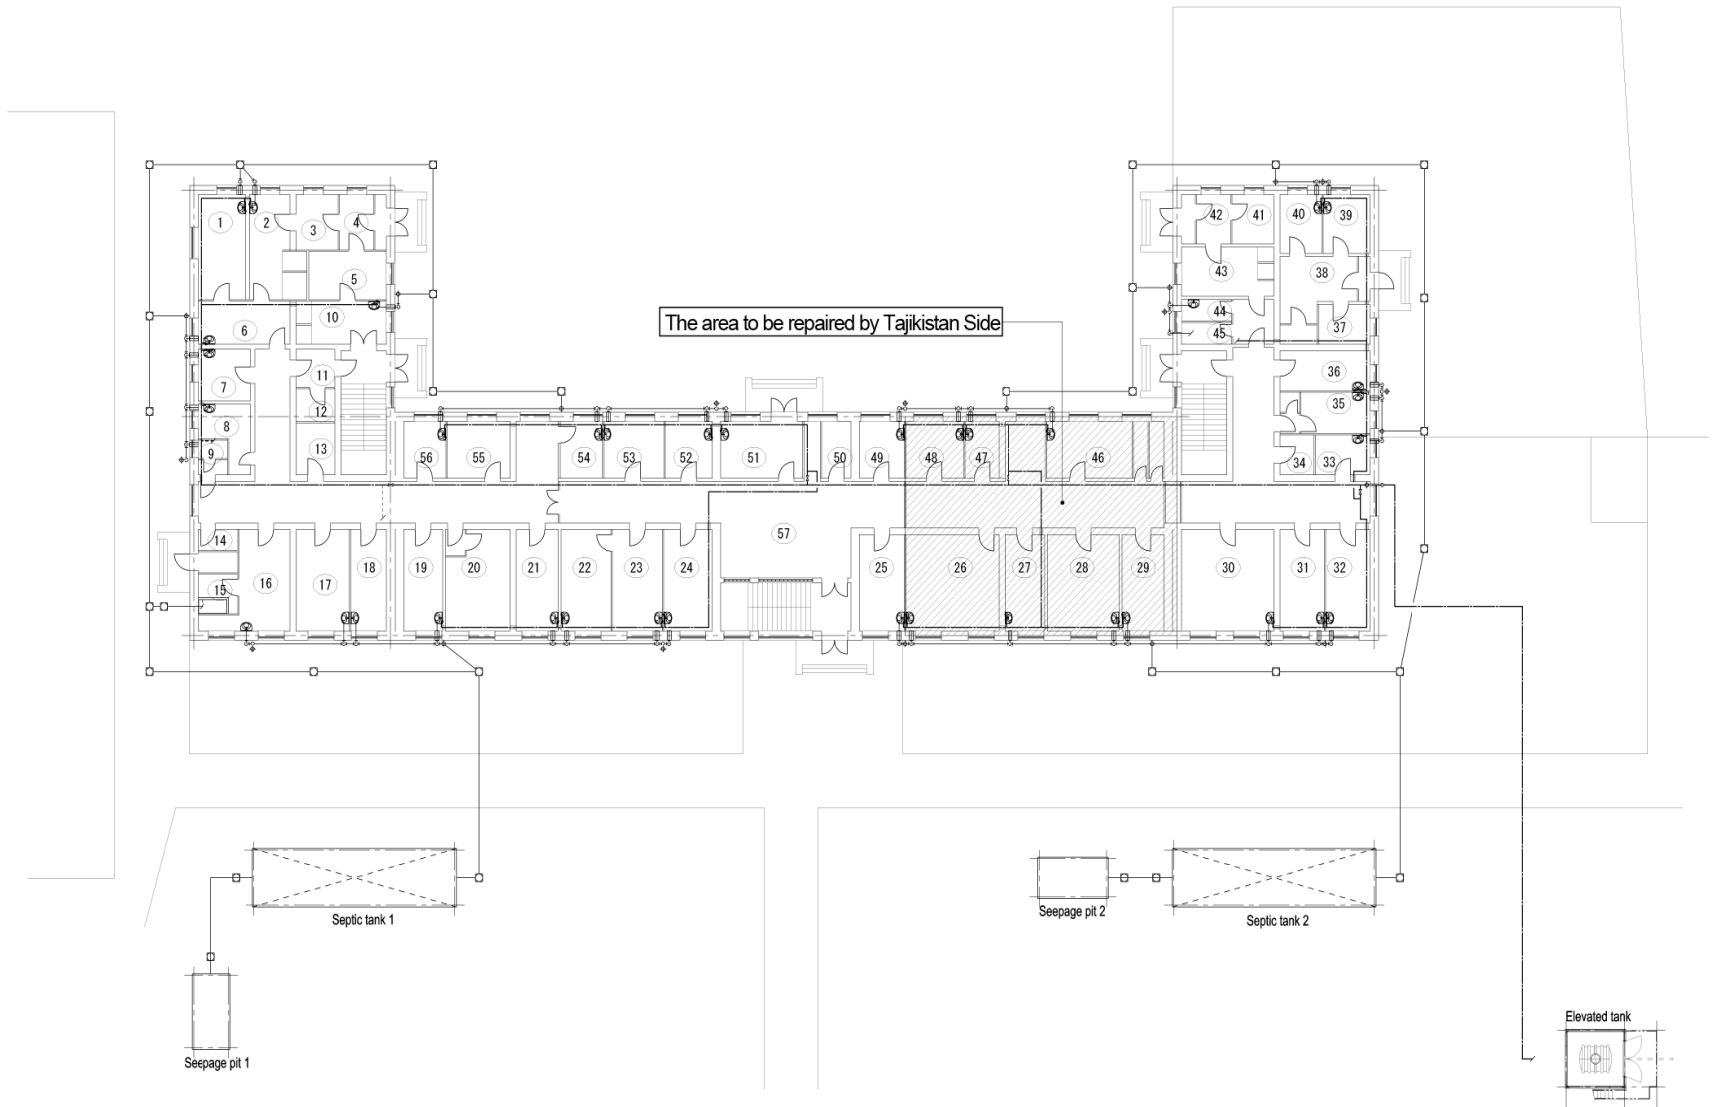 42 41 40 39
1 2 3 4
43 38
5
44
10
6
45 37
The area to be repaired by Tajikistan Side
11 36
7
12 35
8
13 34 33
9
56 55 54 53 52 51 50 49 48 47 46
57
14
15 16 17 18 19 20 21 22 23 24 25 26 27 28 29 30 31 32
Septic tank 1
Seepage pit 2
Septic tank 2
Elevated tank
Seepage pit 1